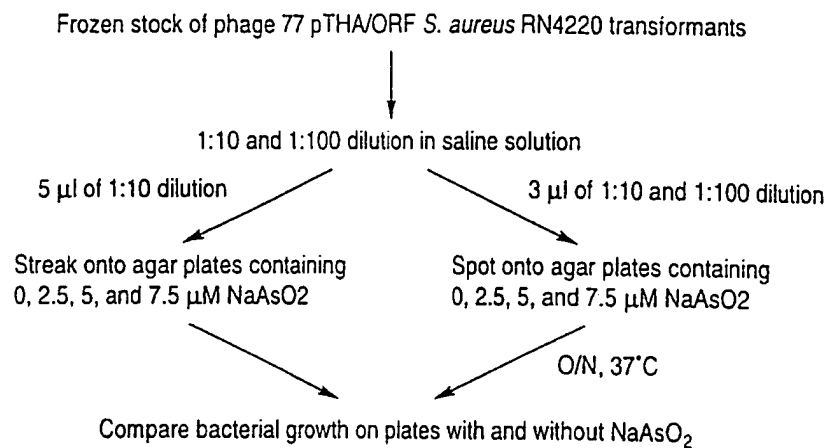 Frozen stock of phage 77 pTHA/ORF S. aureus RN4220 transformants
1:10 and 1:100 dilution in saline solution
5 µl of 1:10 dilution
3 µl of 1:10 and 1:100 dilution
Streak onto agar plates containing
0, 2.5, 5, and 7.5 µM NaAsO2
Spot onto agar plates containing
0, 2.5, 5, and 7.5 µM NaAsO2
O/N, 37°C
Compare bacterial growth on plates with and without NaAsO₂